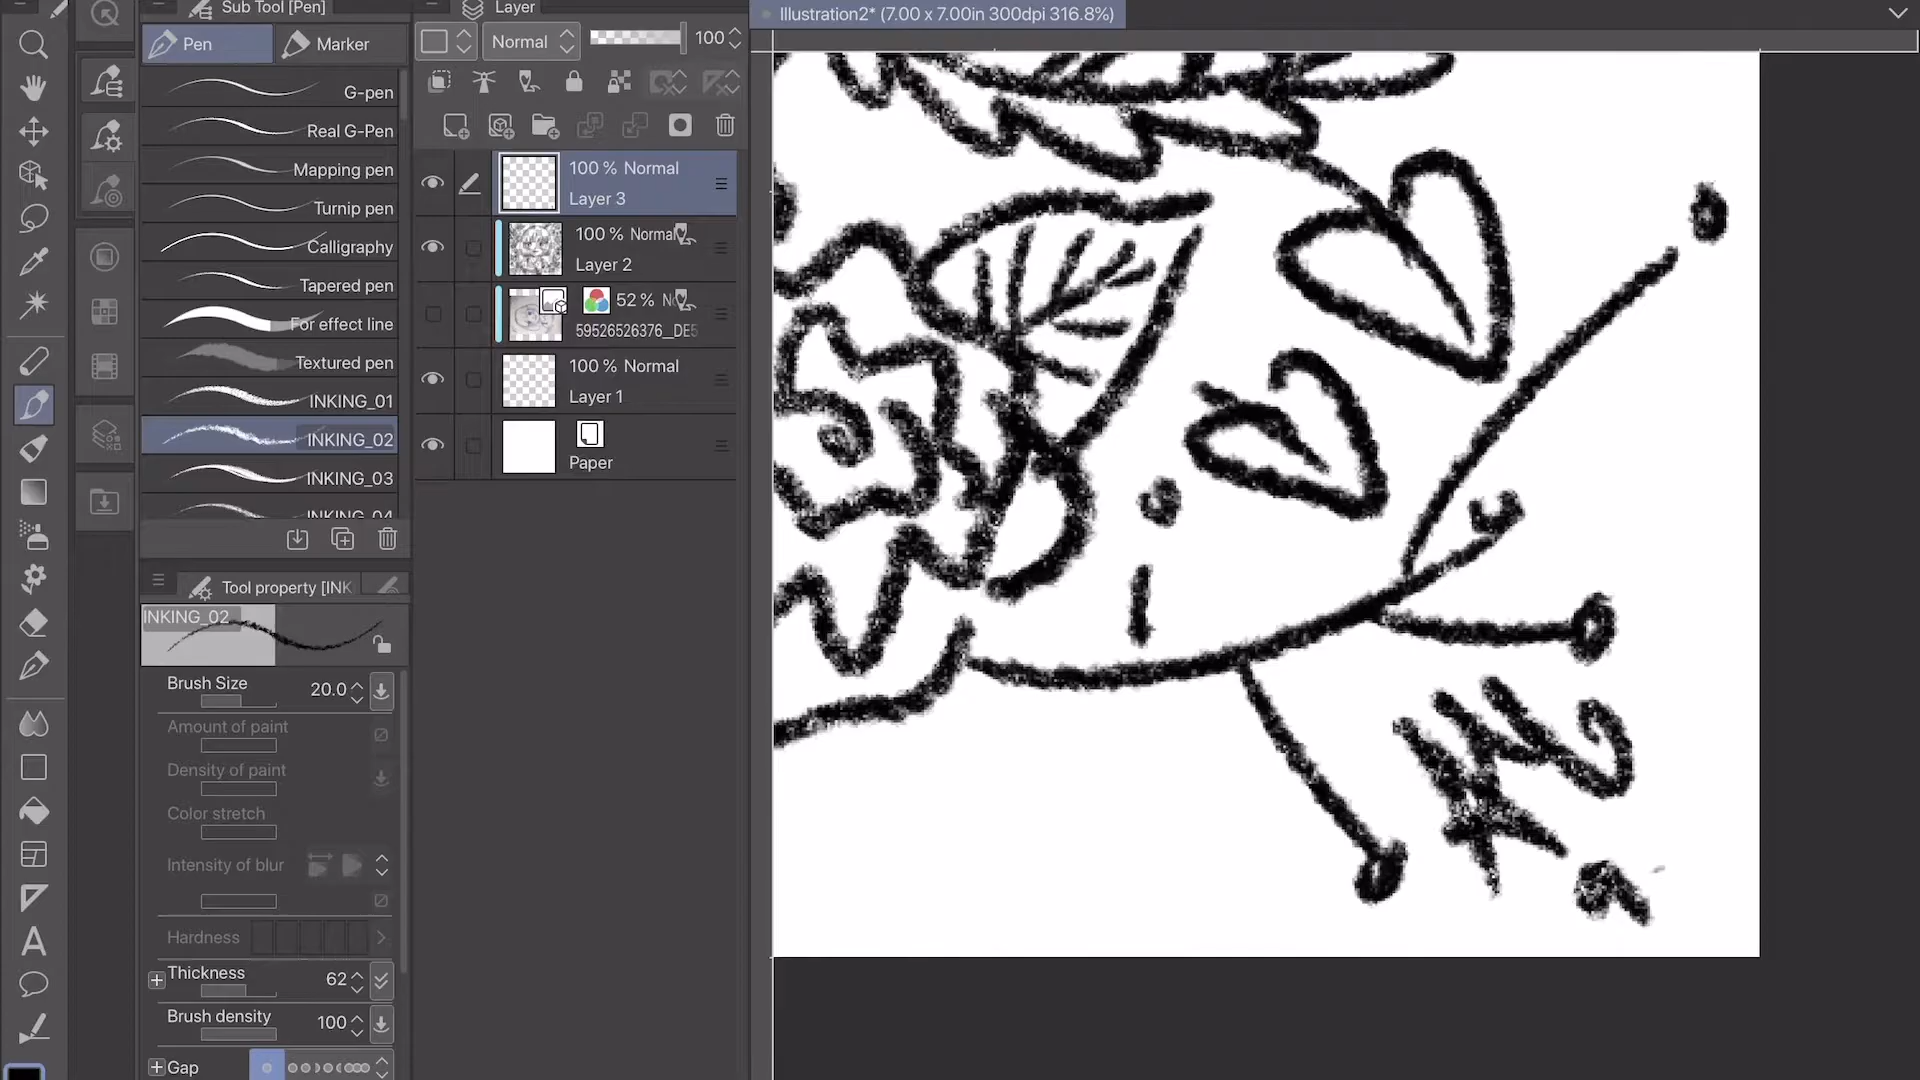 Sub Tool [Pen]
Layer
Illustration2* (7.00 x 7.00in 300dpi 316.8%)
Pen
Marker
Normal
100
G-pen
Real G-Pen
Mapping pen
Turnip pen
Calligraphy
Tapered pen
For effect line
Textured pen
INKING_01
INKING_02
INKING_03
INKING_04
100 % Normal
Layer 3
100 % Normal
Layer 2
52 %
59526526376_DE5
100 % Normal
Layer 1
Paper
Tool property [INK
INKING_02
Brush Size
20.0
Amount of paint
Density of paint
Color stretch
Intensity of blur
Hardness
Thickness
62
Brush density
100
Gap